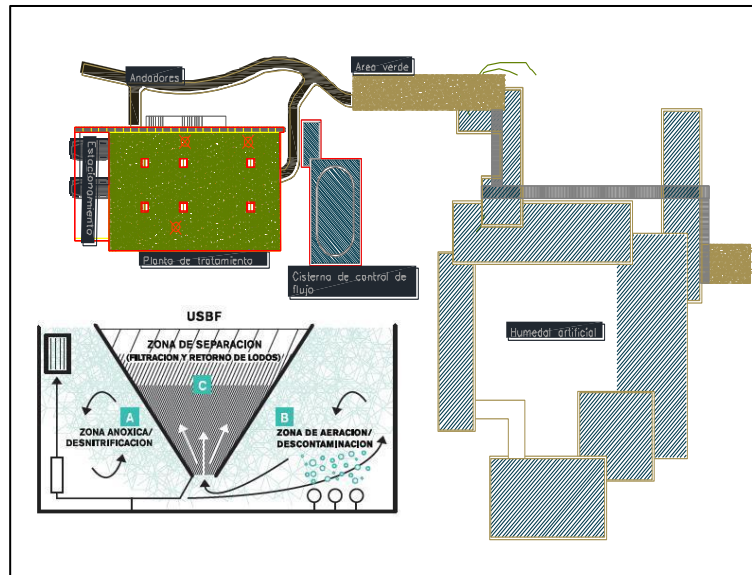 Andadores
Area verde
Estacionamiento
Planta de tratamiento
Cisterna de control de
flujo
Humedal artificial
USBF
ZONA DE SEPARACION
(FILTRACION Y RETORNO DE LODOS)
C
A
B
ZONA ANOXICA/
DESNITRIFICACION
ZONA DE AERACION/
DESCONTAMINACION